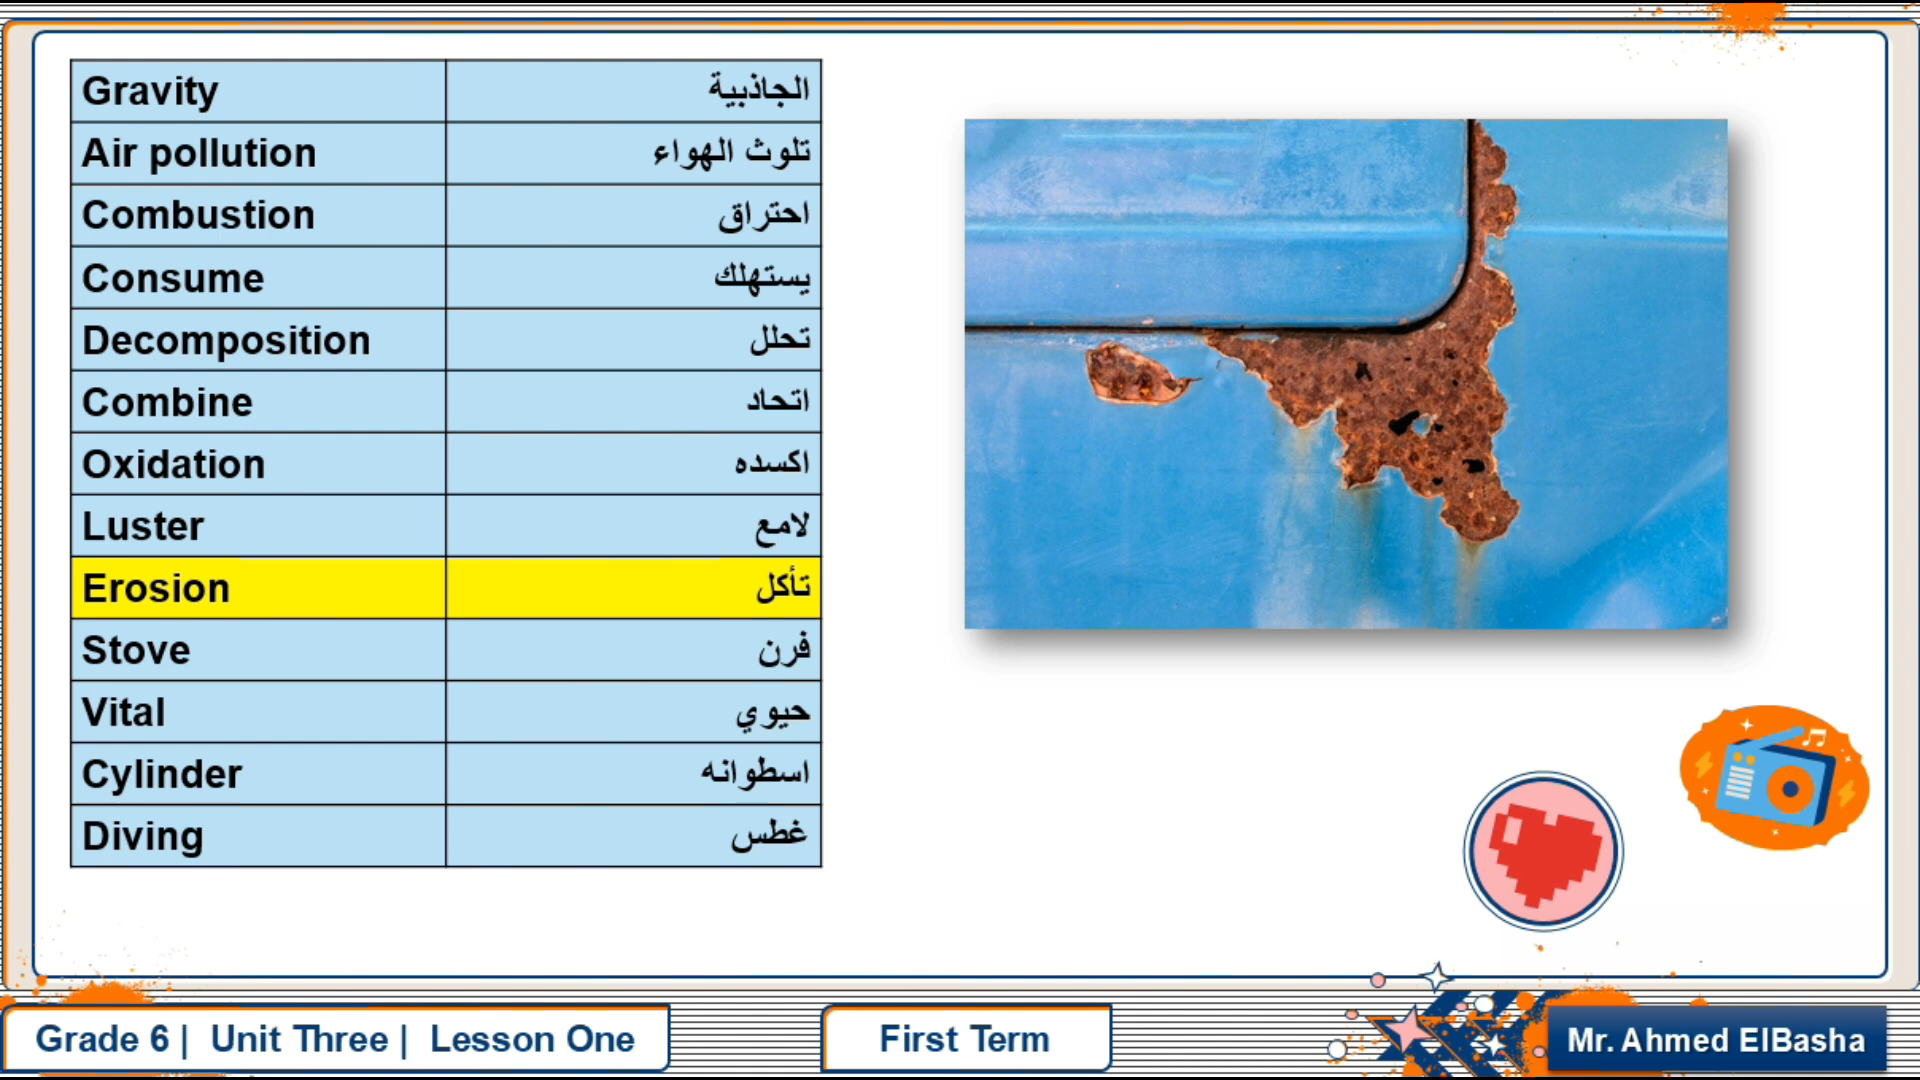 Gravity الجاذبية
Air pollution تلوث الهواء
Combustion احتراق
Consume يستهلك
Decomposition تحلل
Combine اتحاد
Oxidation اكسده
Luster لامع
Erosion تأكل
Stove فرن
Vital حيوي
Cylinder اسطوانه
Diving غطس
Grade 6 | Unit Three | Lesson One
First Term
Mr. Ahmed ElBasha